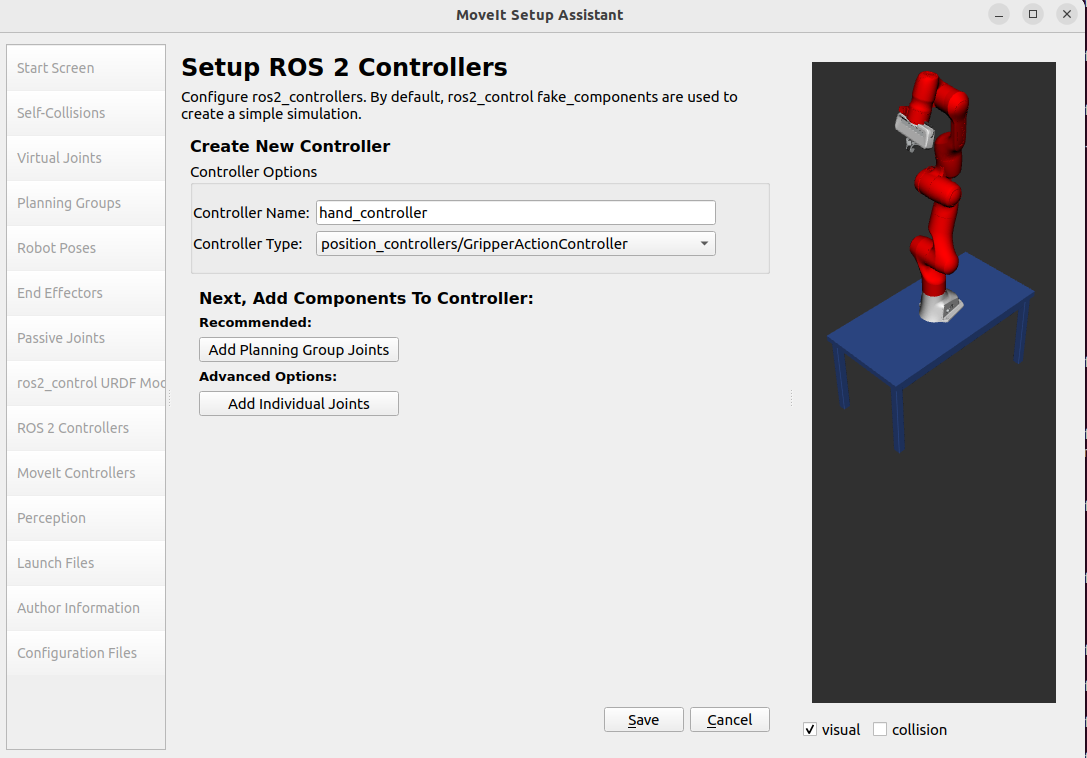 MoveIt Setup Assistant
Start Screen
Self-Collisions
Virtual Joints
Planning Groups
Robot Poses
End Effectors
Passive Joints
ros2_control URDF Moc
ROS 2 Controllers
MoveIt Controllers
Perception
Launch Files
Author Information
Configuration Files
Setup ROS 2 Controllers
Configure ros2_controllers. By default, ros2_control fake_components are used to
create a simple simulation.
Create New Controller
Controller Options
Controller Name: hand_controller
Controller Type: position_controllers/GripperActionController
Next, Add Components To Controller:
Recommended:
Add Planning Group Joints
Advanced Options:
Add Individual Joints
Save Cancel
visual collision